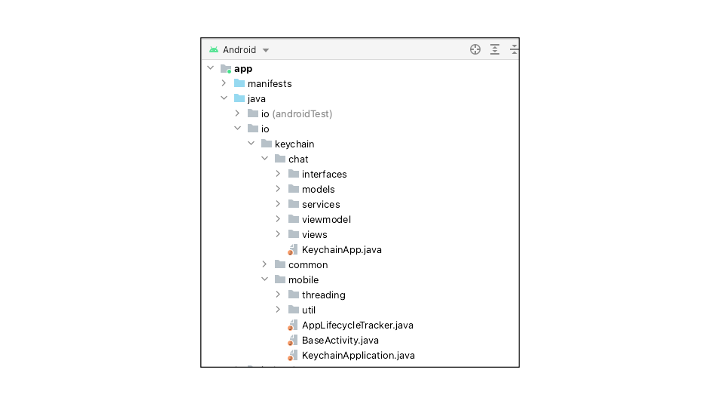 Android
app
manifests
java
io (androidTest)
io
keychain
chat
interfaces
models
services
viewmodel
views
KeychainApp.java
common
mobile
threading
util
AppLifecycleTracker.java
BaseActivity.java
KeychainApplication.java